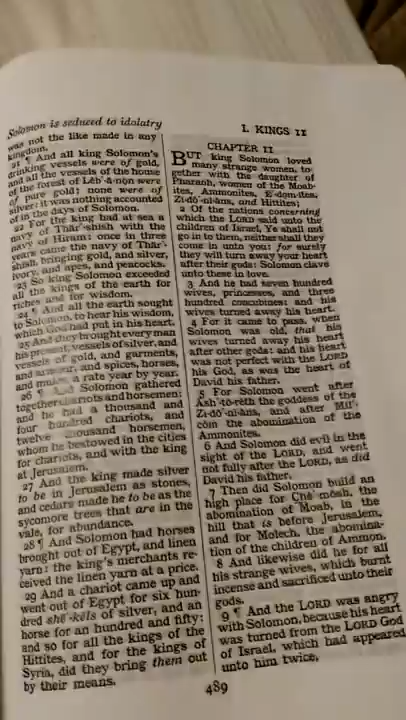 Solomon is seduced to idolatry
I. KINGS 11
was not the like made in any
kingdom.
21 ¶ And all king Solomon's
drinking vessels were of gold,
and all the vessels of the house
of the forest of Lĕb´-ȧ-nọn were
of pure gold; none were of
silver: it was nothing accounted
of in the days of Solomon.
22 For the king had at sea a
navy of Thär´-shish with the
navy of Hiram: once in three
years came the navy of Thär´-
shish, bringing gold, and silver,
ivory, and apes, and peacocks.
23 So king Solomon exceeded
all the kings of the earth for
riches and for wisdom.
24 ¶ And all the earth sought
to Solomon, to hear his wisdom,
which God had put in his heart.
25 And they brought every man
his present, vessels of silver, and
vessels of gold, and garments,
and armour, and spices, horses,
and mules, a rate year by year.
26 ¶ And Solomon gathered
together chariots and horsemen:
and he had a thousand and
four hundred chariots, and
twelve thousand horsemen,
whom he bestowed in the cities
for chariots, and with the king
at Jerusalem.
27 And the king made silver
to be in Jerusalem as stones,
and cedars made he to be as the
sycomore trees that are in the
vale, for abundance.
28 ¶ And Solomon had horses
brought out of Egypt, and linen
yarn: the king's merchants re-
ceived the linen yarn at a price.
29 And a chariot came up and
went out of Egypt for six hun-
dred shĕ´-kĕls of silver, and an
horse for an hundred and fifty:
and so for all the kings of the
Hittites, and for the kings of
Syria, did they bring them out
by their means.
CHAPTER 11
BUT king Solomon loved
many strange women, to-
gether with the daughter of
Pharaoh, women of the Moab-
ites, Ammonites, E´-dom-ites,
Zi-dō´-ni-ans, and Hittites;
2 Of the nations concerning
which the LORD said unto the
children of Israel, Ye shall not
go in to them, neither shall they
come in unto you: for surely
they will turn away your heart
after their gods: Solomon clave
unto these in love.
3 And he had seven hundred
wives, princesses, and three
hundred concubines: and his
wives turned away his heart.
4 For it came to pass, when
Solomon was old, that his
wives turned away his heart
after other gods: and his heart
was not perfect with the LORD
his God, as was the heart of
David his father.
5 For Solomon went after
Ash´-to-reth the goddess of the
Zi-dō´-ni-ans, and after Mil´-
com the abomination of the
Ammonites.
6 And Solomon did evil in the
sight of the LORD, and went
not fully after the LORD, as did
David his father.
7 Then did Solomon build an
high place for Chē´-mosh, the
abomination of Moab, in the
hill that is before Jerusalem,
and for Molech, the abomina-
tion of the children of Ammon.
8 And likewise did he for all
his strange wives, which burnt
incense and sacrificed unto their
gods.
9 ¶ And the LORD was angry
with Solomon, because his heart
was turned from the LORD God
of Israel, which had appeared
unto him twice,
489